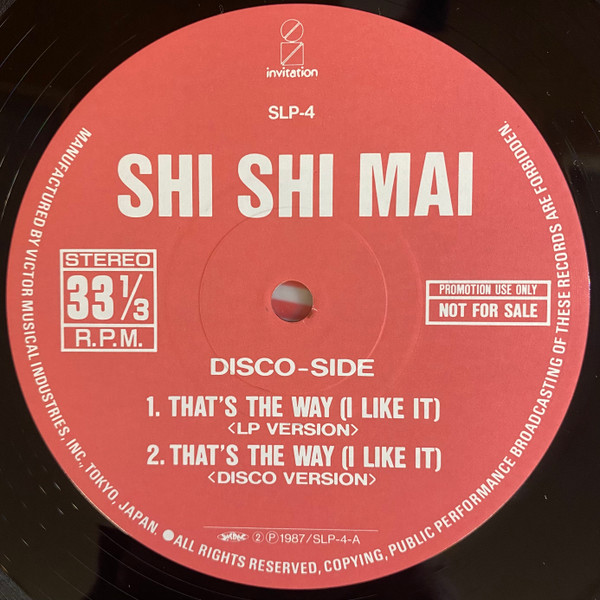 invitation
SLP-4
SHI SHI MAI
STEREO
33 1/3
R.P.M.
PROMOTION USE ONLY
NOT FOR SALE
DISCO-SIDE
1. THAT'S THE WAY (I LIKE IT)
<LP VERSION>
2. THAT'S THE WAY (I LIKE IT)
<DISCO VERSION>
② Ⓟ 1987/SLP-4-A
MANUFACTURED BY VICTOR MUSICAL INDUSTRIES, INC., TOKYO, JAPAN. ●ALL RIGHTS RESERVED, COPYING, PUBLIC PERFORMANCE BROADCASTING OF THESE RECORDS ARE FORBIDDEN.